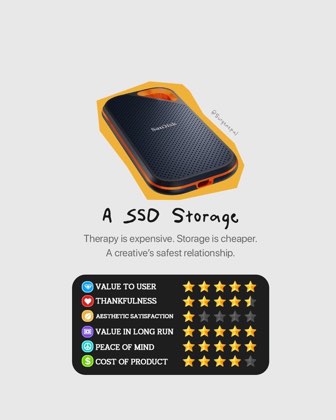 SanDisk
A SSD Storage
Therapy is expensive. Storage is cheaper.
A creative's safest relationship.
VALUE TO USER
THANKFULNESS
AESTHETIC SATISFACTION
VALUE IN LONG RUN
PEACE OF MIND
COST OF PRODUCT